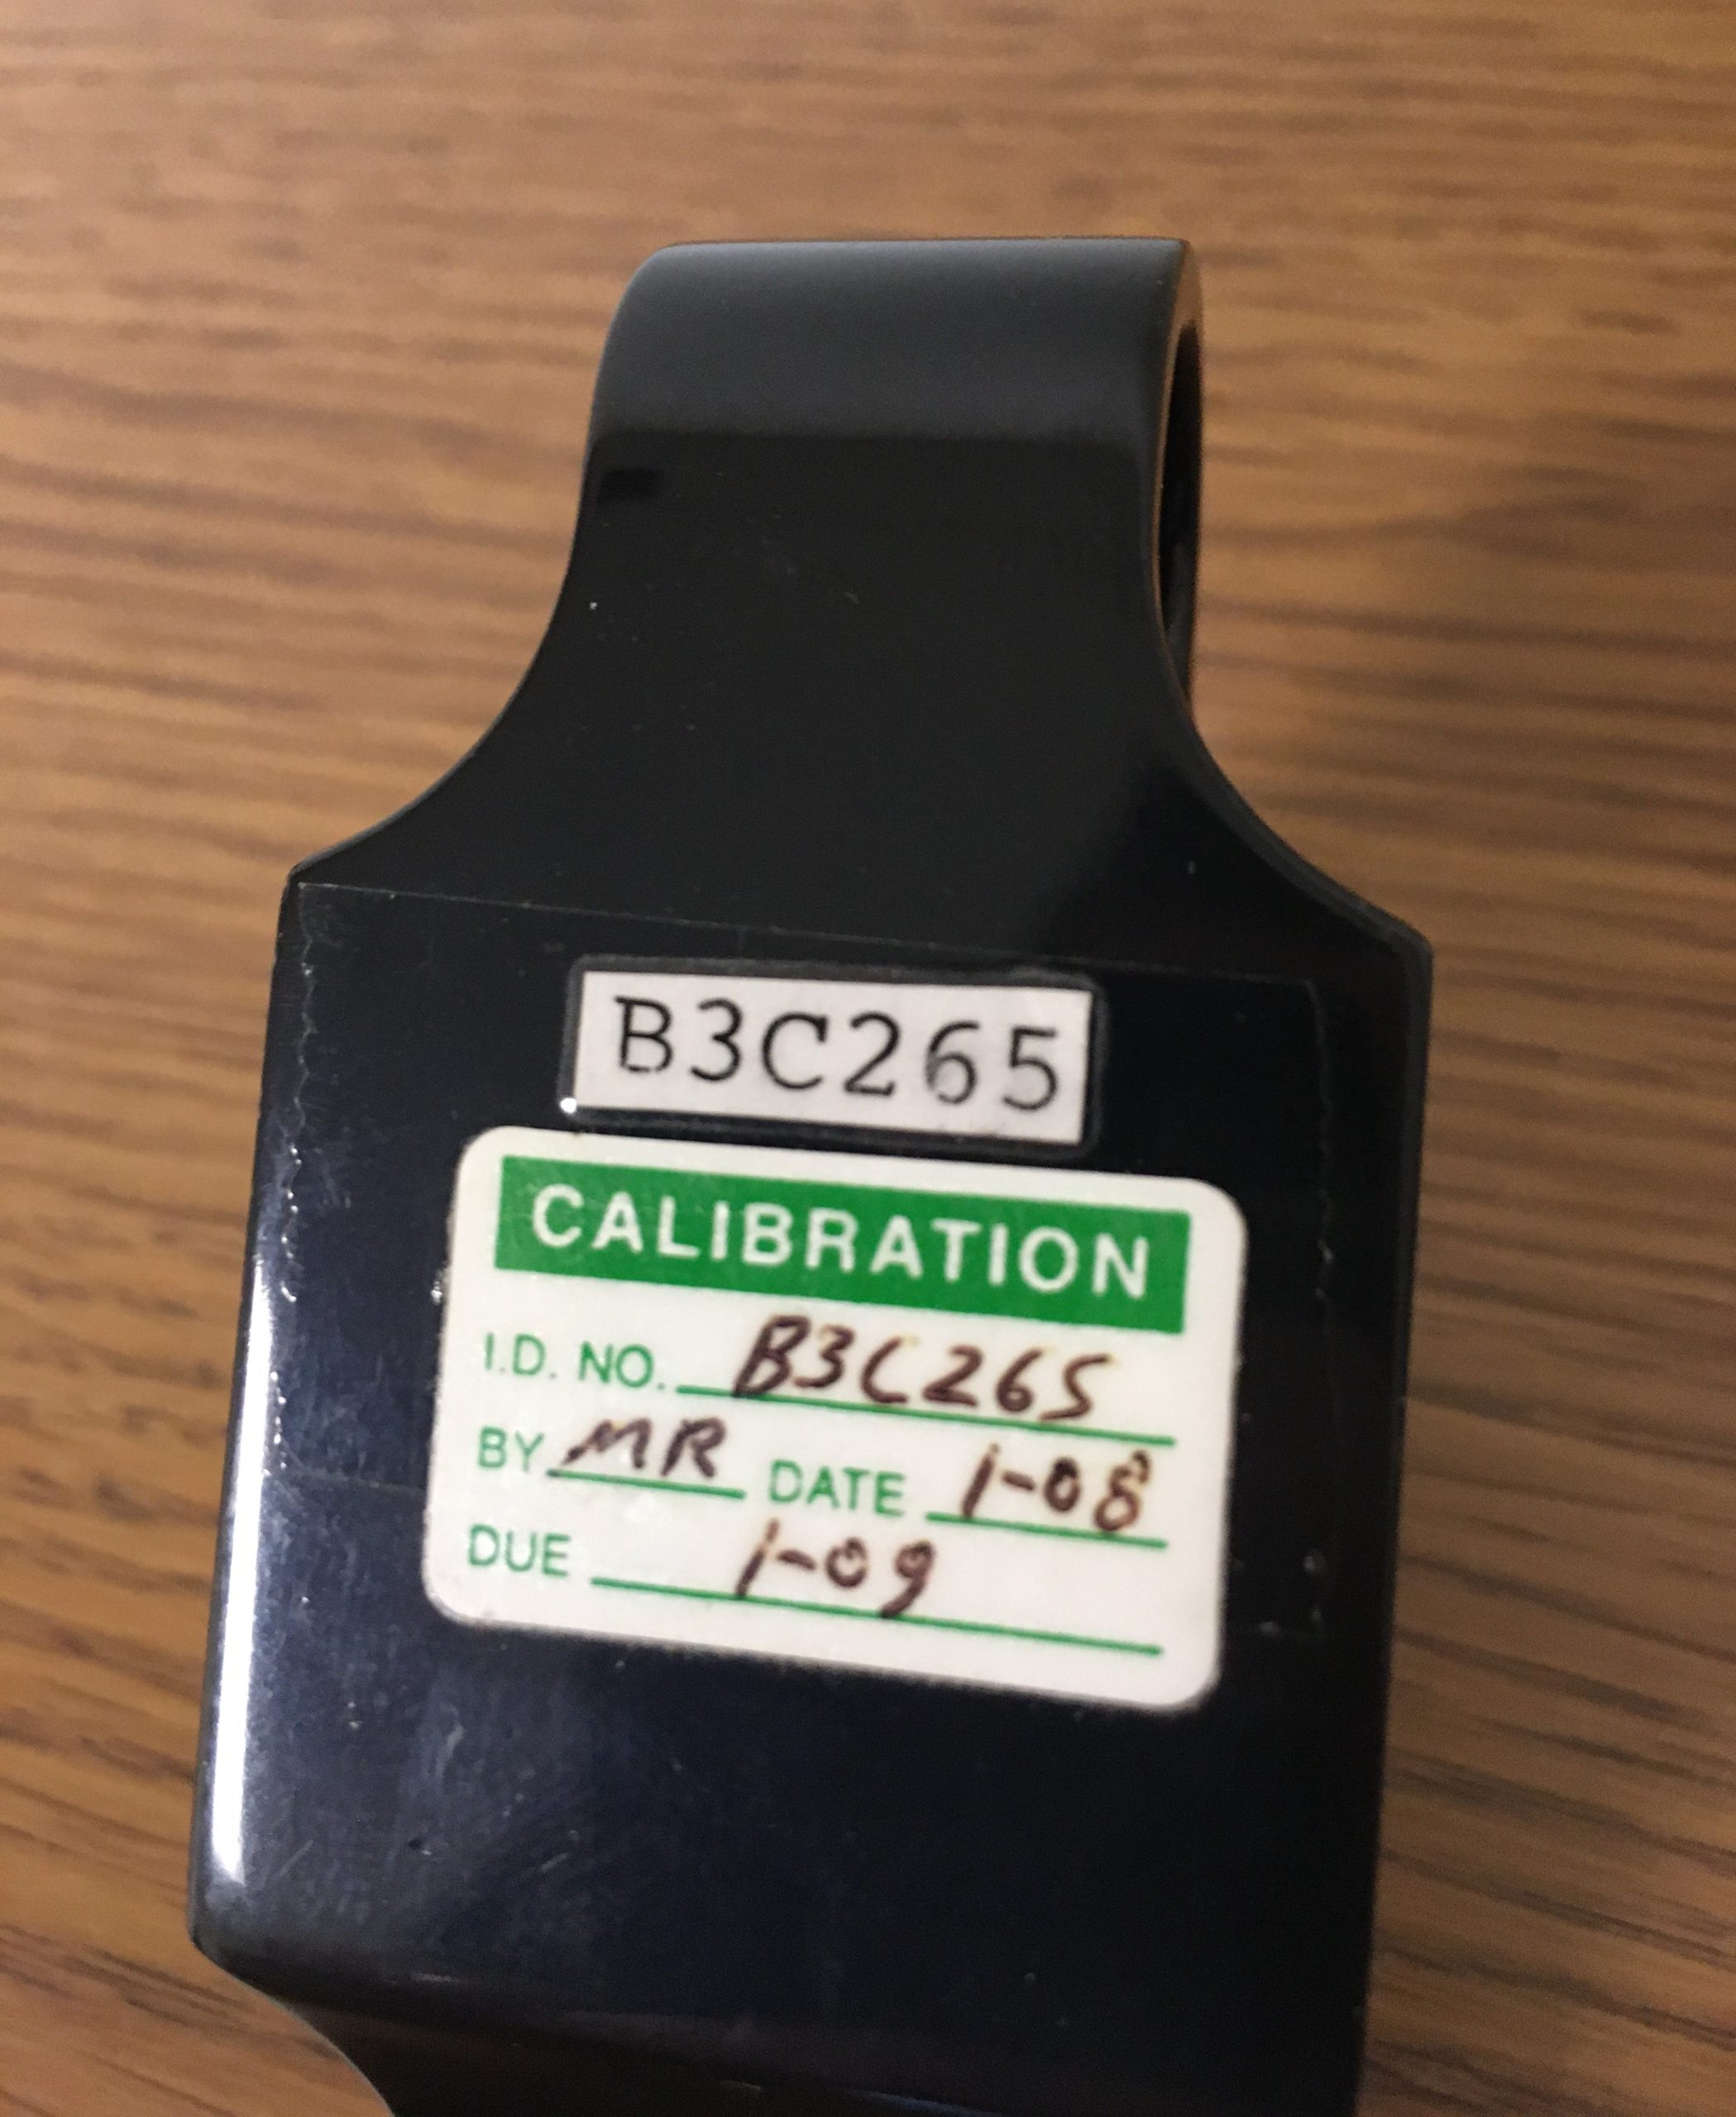 B3C265
CALIBRATION
I.D. NO. B3C265
BY MR DATE 1-08
DUE 1-09